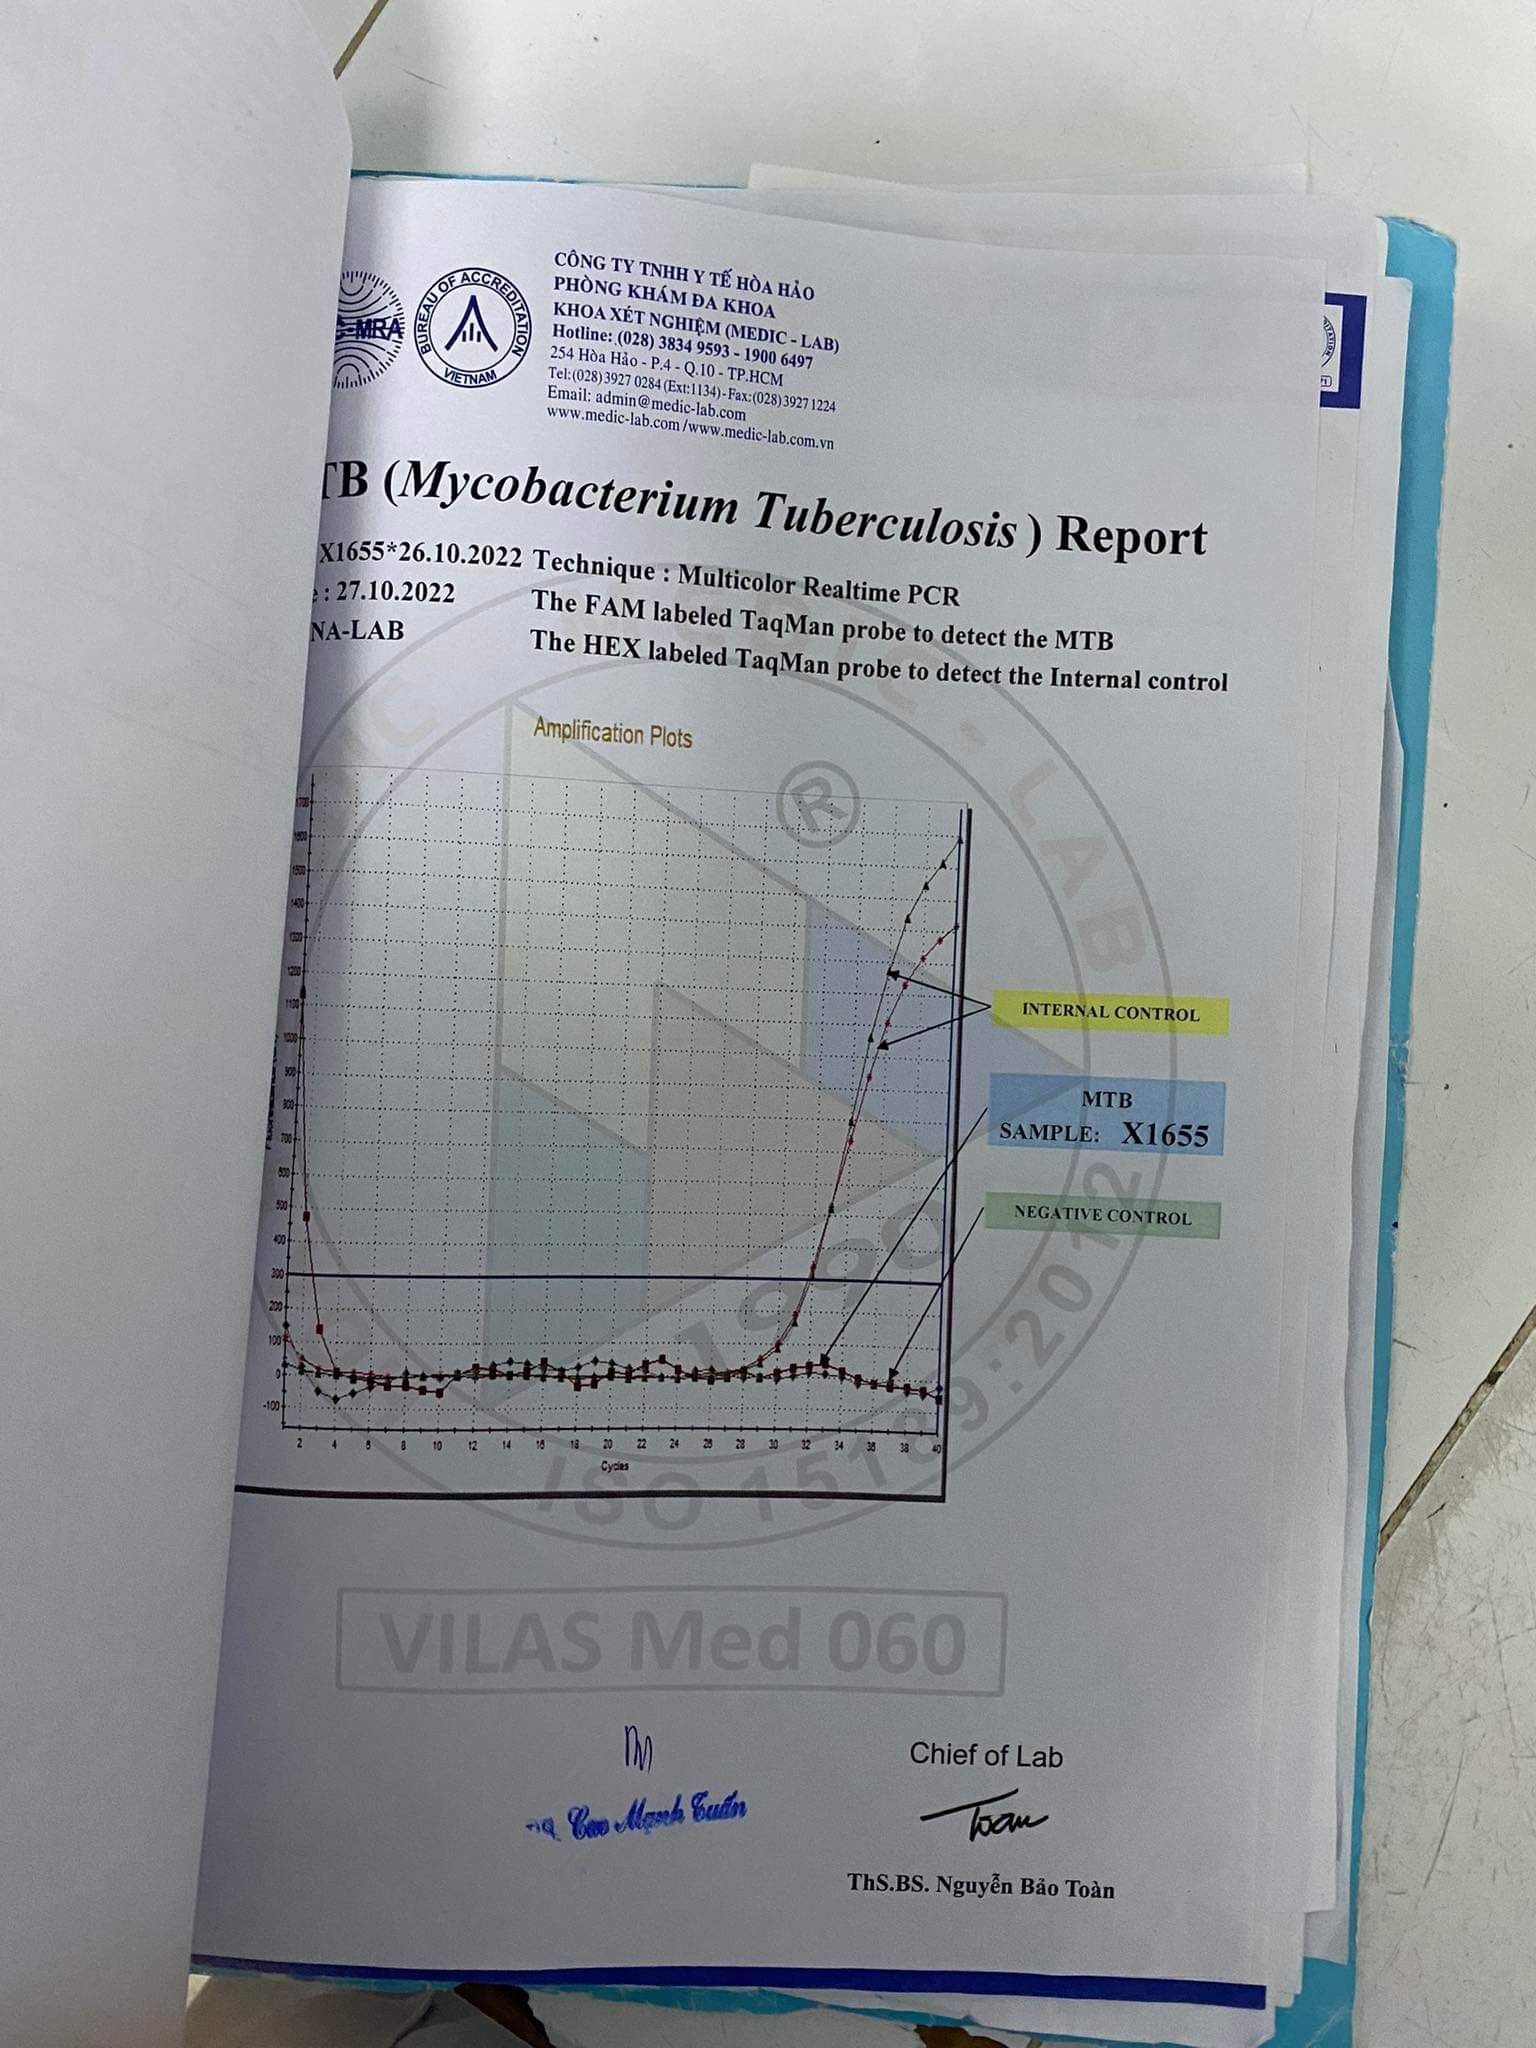 MRA
BUREAU OF ACCREDITATION
VIETNAM
CÔNG TY TNHH Y TẾ HÒA HẢO
PHÒNG KHÁM ĐA KHOA
KHOA XÉT NGHIỆM (MEDIC - LAB)
Hotline: (028) 3834 9593 - 1900 6497
254 Hòa Hảo - P.4 - Q.10 - TP.HCM
Tel:(028)3927 0284 (Ext:1134) - Fax:(028)39271224
Email: admin@medic-lab.com
www.medic-lab.com /www.medic-lab.com.vn
TB (Mycobacterium Tuberculosis ) Report
X1655*26.10.2022 Technique : Multicolor Realtime PCR
: 27.10.2022 The FAM labeled TaqMan probe to detect the MTB
NA-LAB The HEX labeled TaqMan probe to detect the Internal control
Amplification Plots
®
1700
1600
1500
1400
1300
1200
1100
1000
900
800
700
600
500
400
300
200
100
0
-100
INTERNAL CONTROL
MTB
SAMPLE: X1655
NEGATIVE CONTROL
2 4 6 8 10 12 14 16 18 20 22 24 26 28 30 32 34 36 38 40
Cycles
LAB
1990
ISO 15189:2012
VILAS Med 060
Cao Mạnh Tuấn
Chief of Lab
Toan
ThS.BS. Nguyễn Bảo Toàn